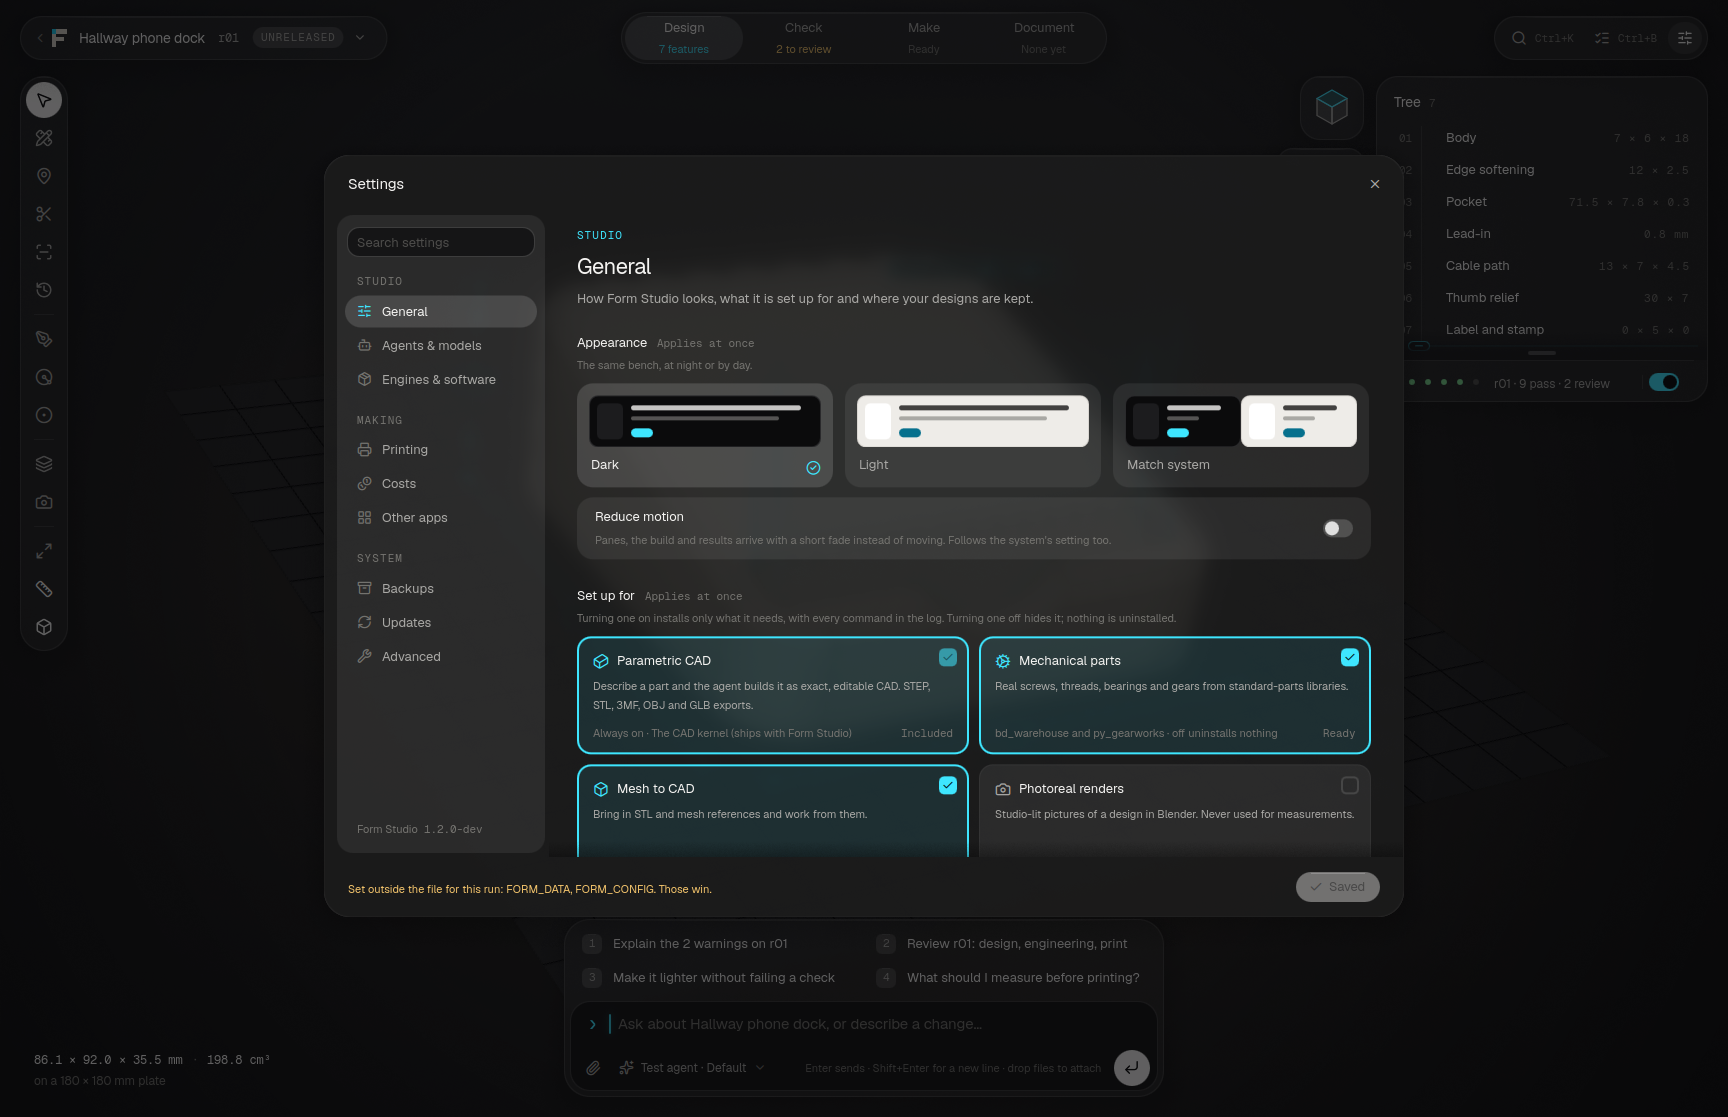 Hallway phone dock r01 UNRELEASED
Design
7 features
Check
2 to review
Make
Ready
Document
None yet
Ctrl+K
Ctrl+B
Tree 7
01 Body 7 × 6 × 18
02 Edge softening 12 × 2.5
03 Pocket 71.5 × 7.8 × 0.3
04 Lead-in 0.8 mm
05 Cable path 13 × 7 × 4.5
06 Thumb relief 30 × 7
07 Label and stamp 0 × 5 × 0
r01 · 9 pass · 2 review
Settings
Search settings
STUDIO
General
Agents & models
Engines & software
MAKING
Printing
Costs
Other apps
SYSTEM
Backups
Updates
Advanced
Form Studio 1.2.0-dev
STUDIO
General
How Form Studio looks, what it is set up for and where your designs are kept.
Appearance Applies at once
The same bench, at night or by day.
Dark
Light
Match system
Reduce motion
Panes, the build and results arrive with a short fade instead of moving. Follows the system's setting too.
Set up for Applies at once
Turning one on installs only what it needs, with every command in the log. Turning one off hides it; nothing is uninstalled.
Parametric CAD
Describe a part and the agent builds it as exact, editable CAD. STEP,
STL, 3MF, OBJ and GLB exports.
Always on · The CAD kernel (ships with Form Studio) Included
Mechanical parts
Real screws, threads, bearings and gears from standard-parts libraries.
bd_warehouse and py_gearworks · off uninstalls nothing Ready
Mesh to CAD
Bring in STL and mesh references and work from them.
Photoreal renders
Studio-lit pictures of a design in Blender. Never used for measurements.
Set outside the file for this run: FORM_DATA, FORM_CONFIG. Those win.
Saved
1 Explain the 2 warnings on r01
2 Review r01: design, engineering, print
3 Make it lighter without failing a check
4 What should I measure before printing?
Ask about Hallway phone dock, or describe a change…
Test agent · Default
Enter sends · Shift+Enter for a new line · drop files to attach
86.1 × 92.0 × 35.5 mm · 198.8 cm³
on a 180 × 180 mm plate